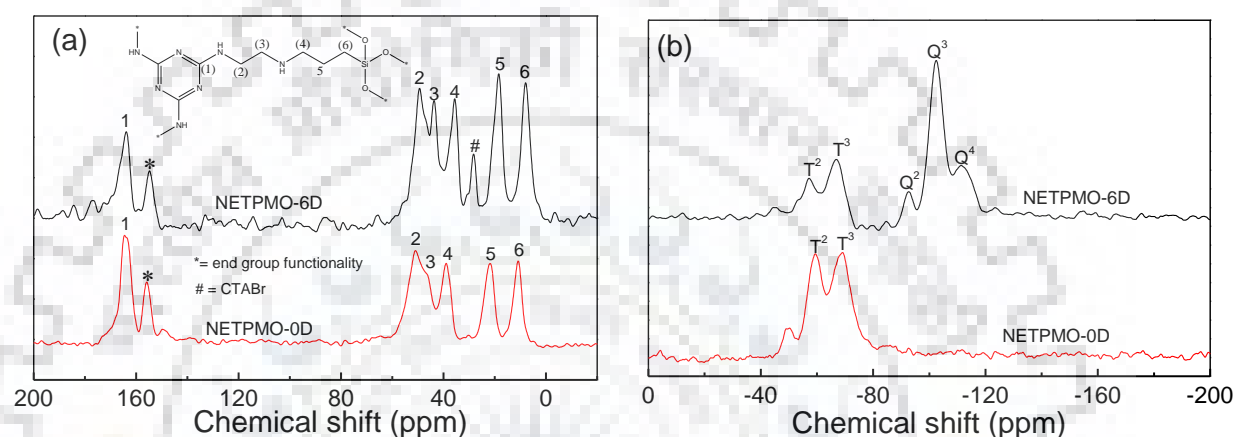 (a)
HN
N
N
N
NH
H
N
(1)
(2)
(3)
N
H
(4)
5
(6)
Si
O
O
O
1
*
2
3
4
#
5
6
NETPMO-6D
1
*
2
3
4
5
6
*= end group functionality
# = CTABr
NETPMO-0D
200 160 120 80 40 0
Chemical shift (ppm)
(b)
T2
T3
Q2
Q3
Q4
NETPMO-6D
T2
T3
NETPMO-0D
0 -40 -80 -120 -160 -200
Chemical shift (ppm)